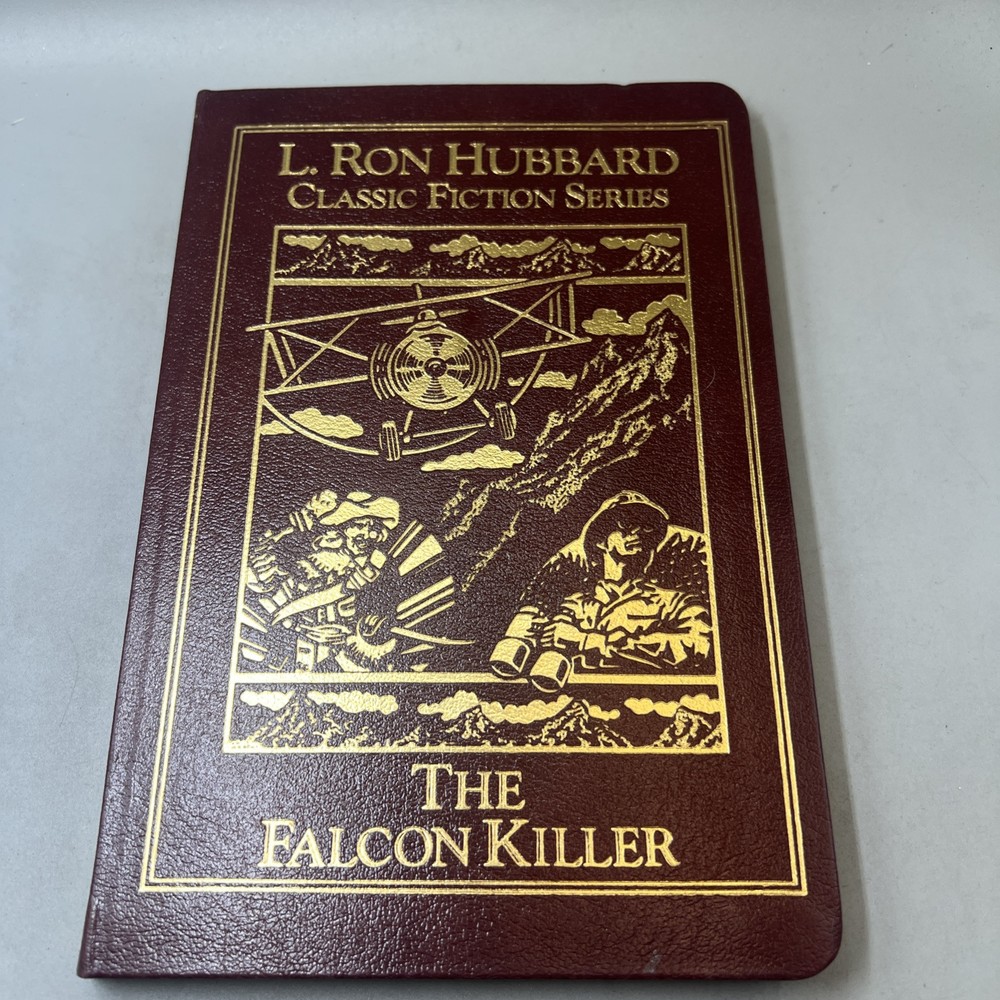 L. RON HUBBARD
CLASSIC FICTION SERIES
THE
FALCON KILLER